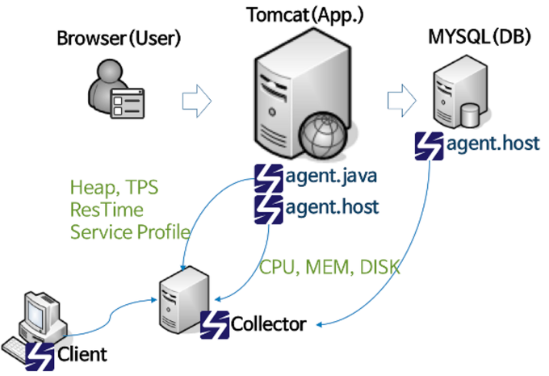 Tomcat(App.)
Browser(User)
MYSQL(DB)
agent.host
agent.java
agent.host
Heap, TPS
ResTime
Service Profile
CPU, MEM, DISK
Collector
Client